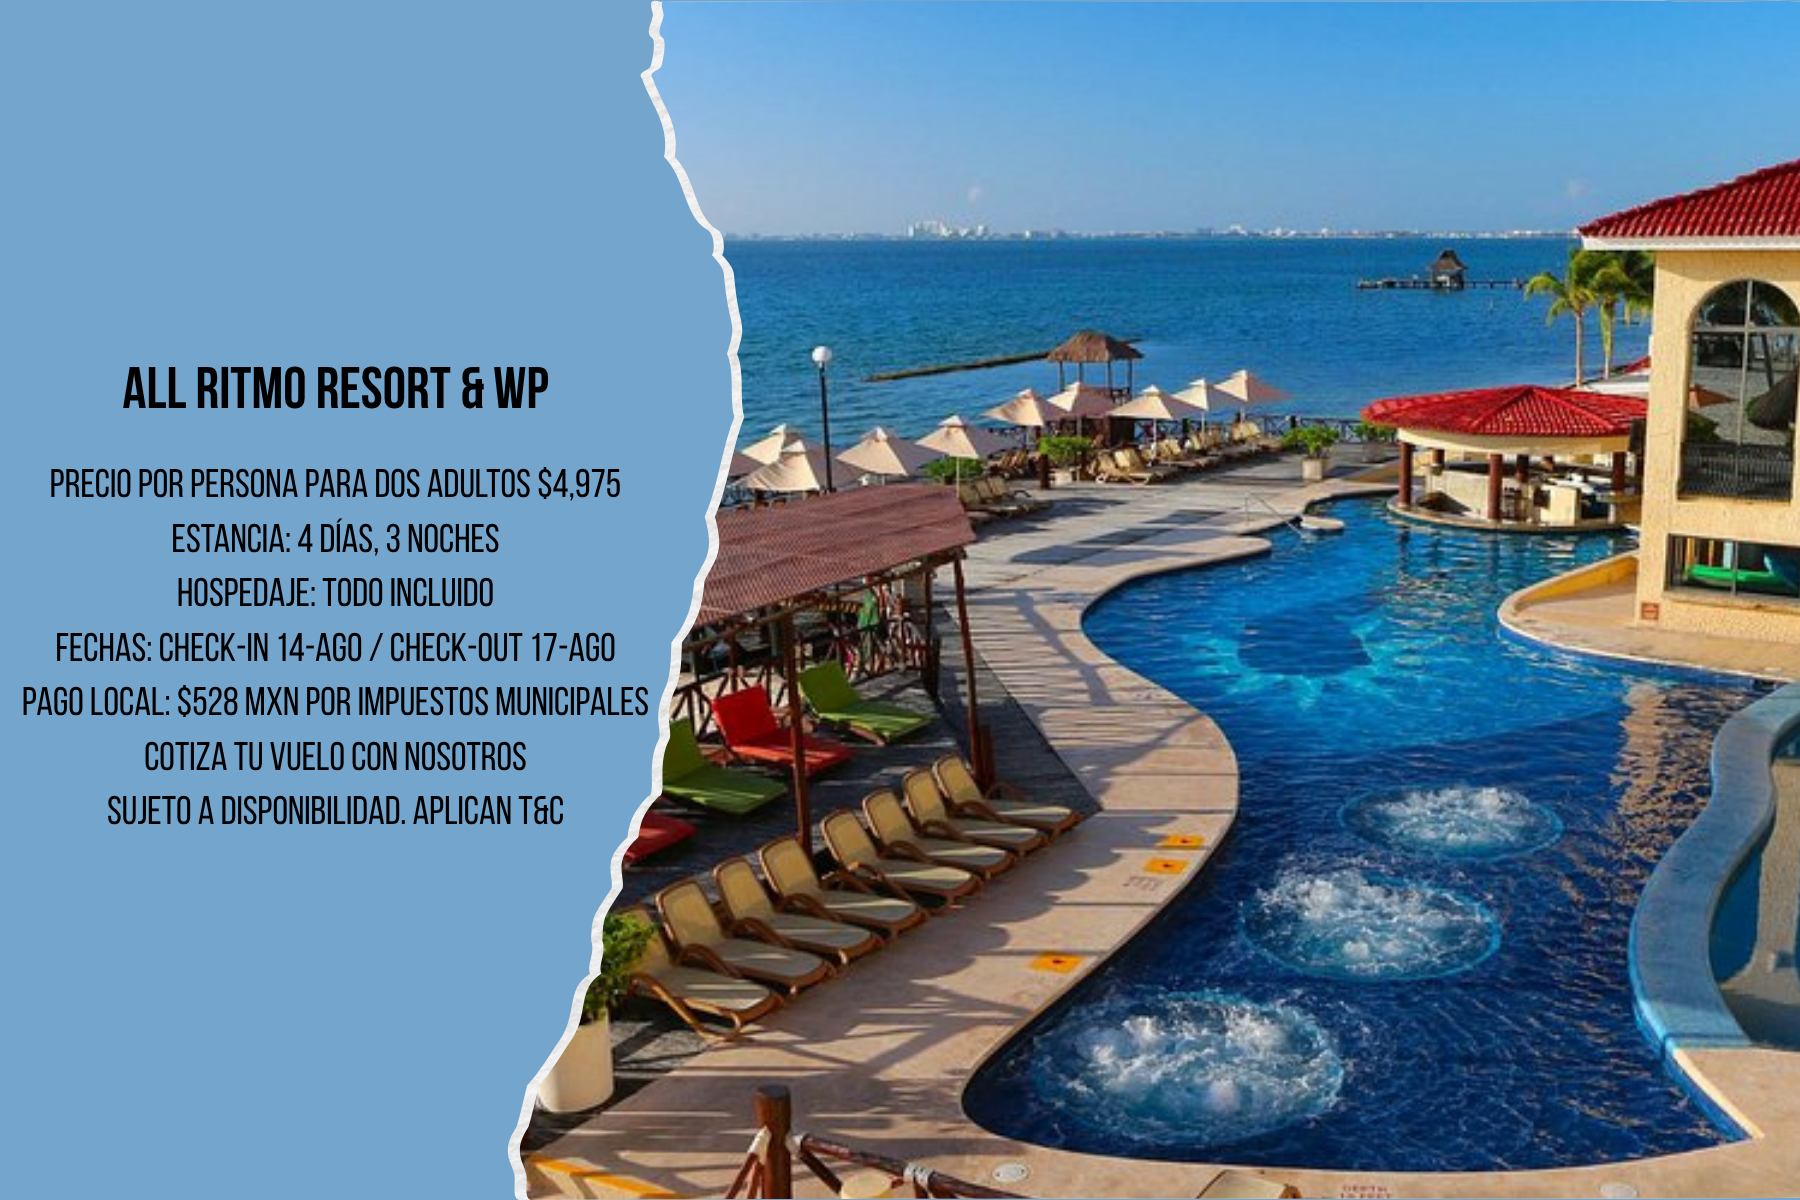 ALL RITMO RESORT & WP
PRECIO POR PERSONA PARA DOS ADULTOS $4,975
ESTANCIA: 4 DÍAS, 3 NOCHES
HOSPEDAJE: TODO INCLUIDO
FECHAS: CHECK-IN 14-AGO / CHECK-OUT 17-AGO
PAGO LOCAL: $528 MXN POR IMPUESTOS MUNICIPALES
COTIZA TU VUELO CON NOSOTROS
SUJETO A DISPONIBILIDAD. APLICAN T&C
DEPTH